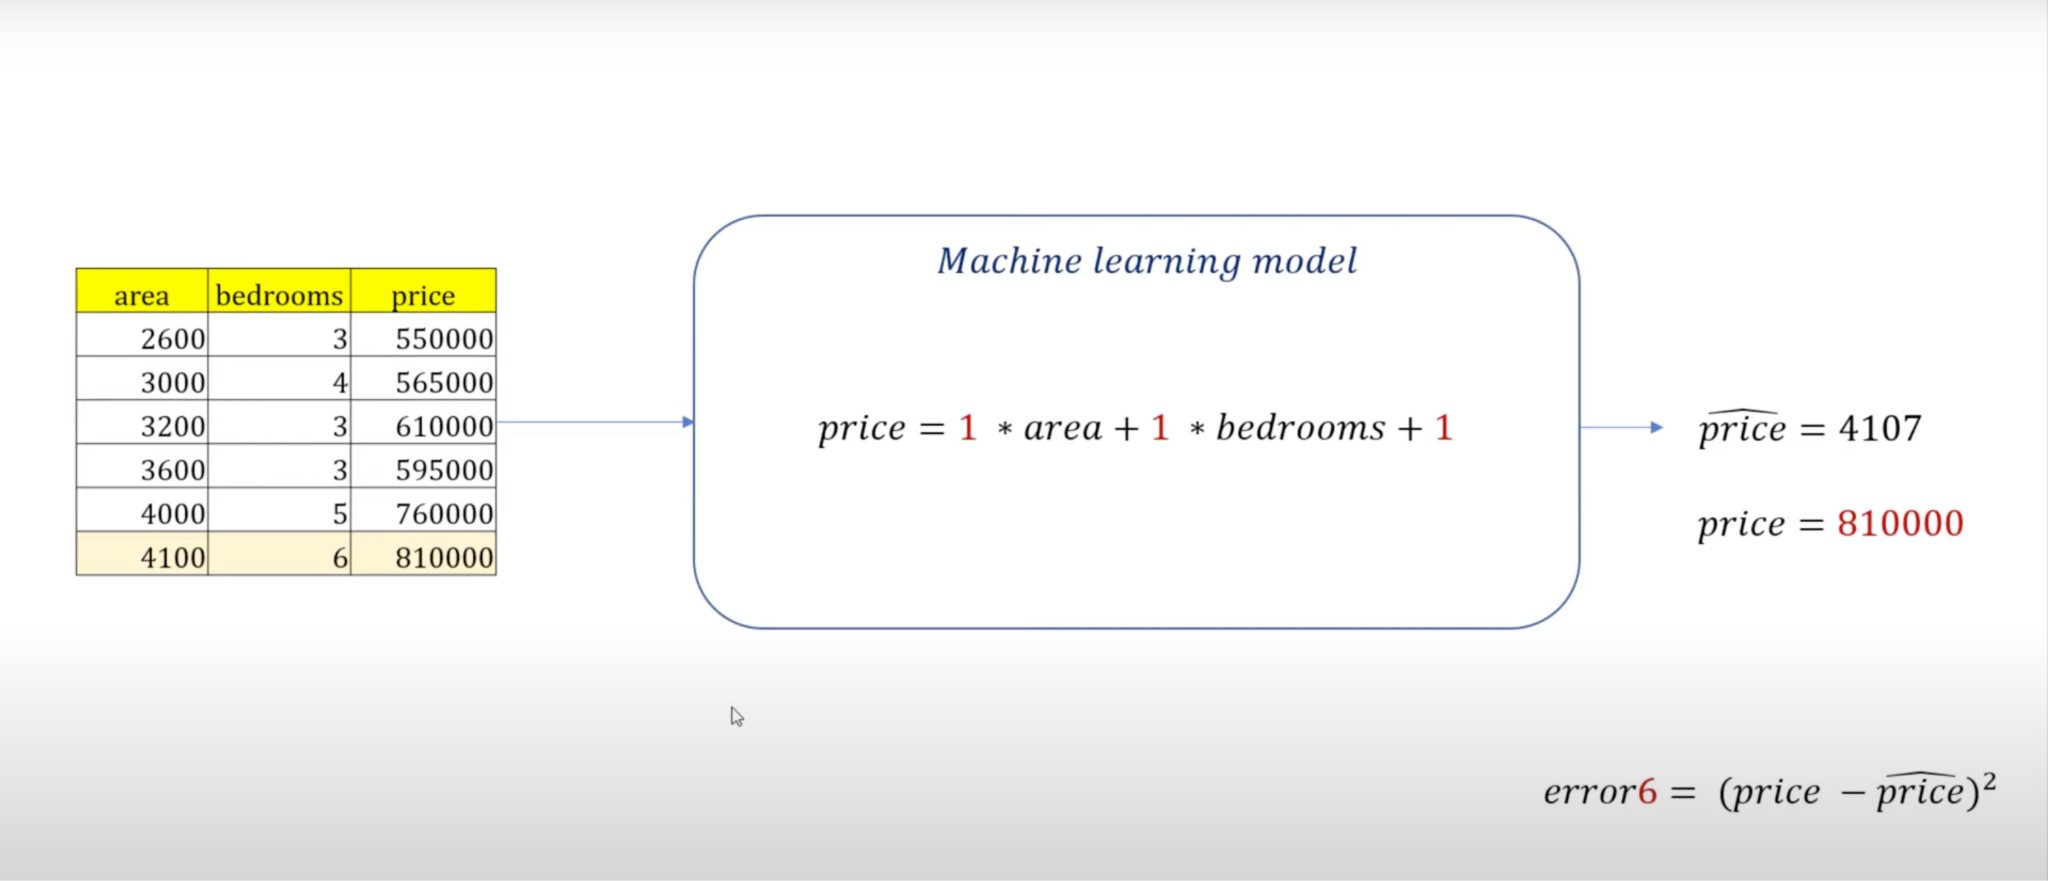 area bedrooms price
2600 3 550000
3000 4 565000
3200 3 610000
3600 3 595000
4000 5 760000
4100 6 810000
Machine learning model
price = 1 * area + 1 * bedrooms + 1
$\widehat{price}$ = 4107
price = 810000
error6 = (price − $\widehat{price}$)²